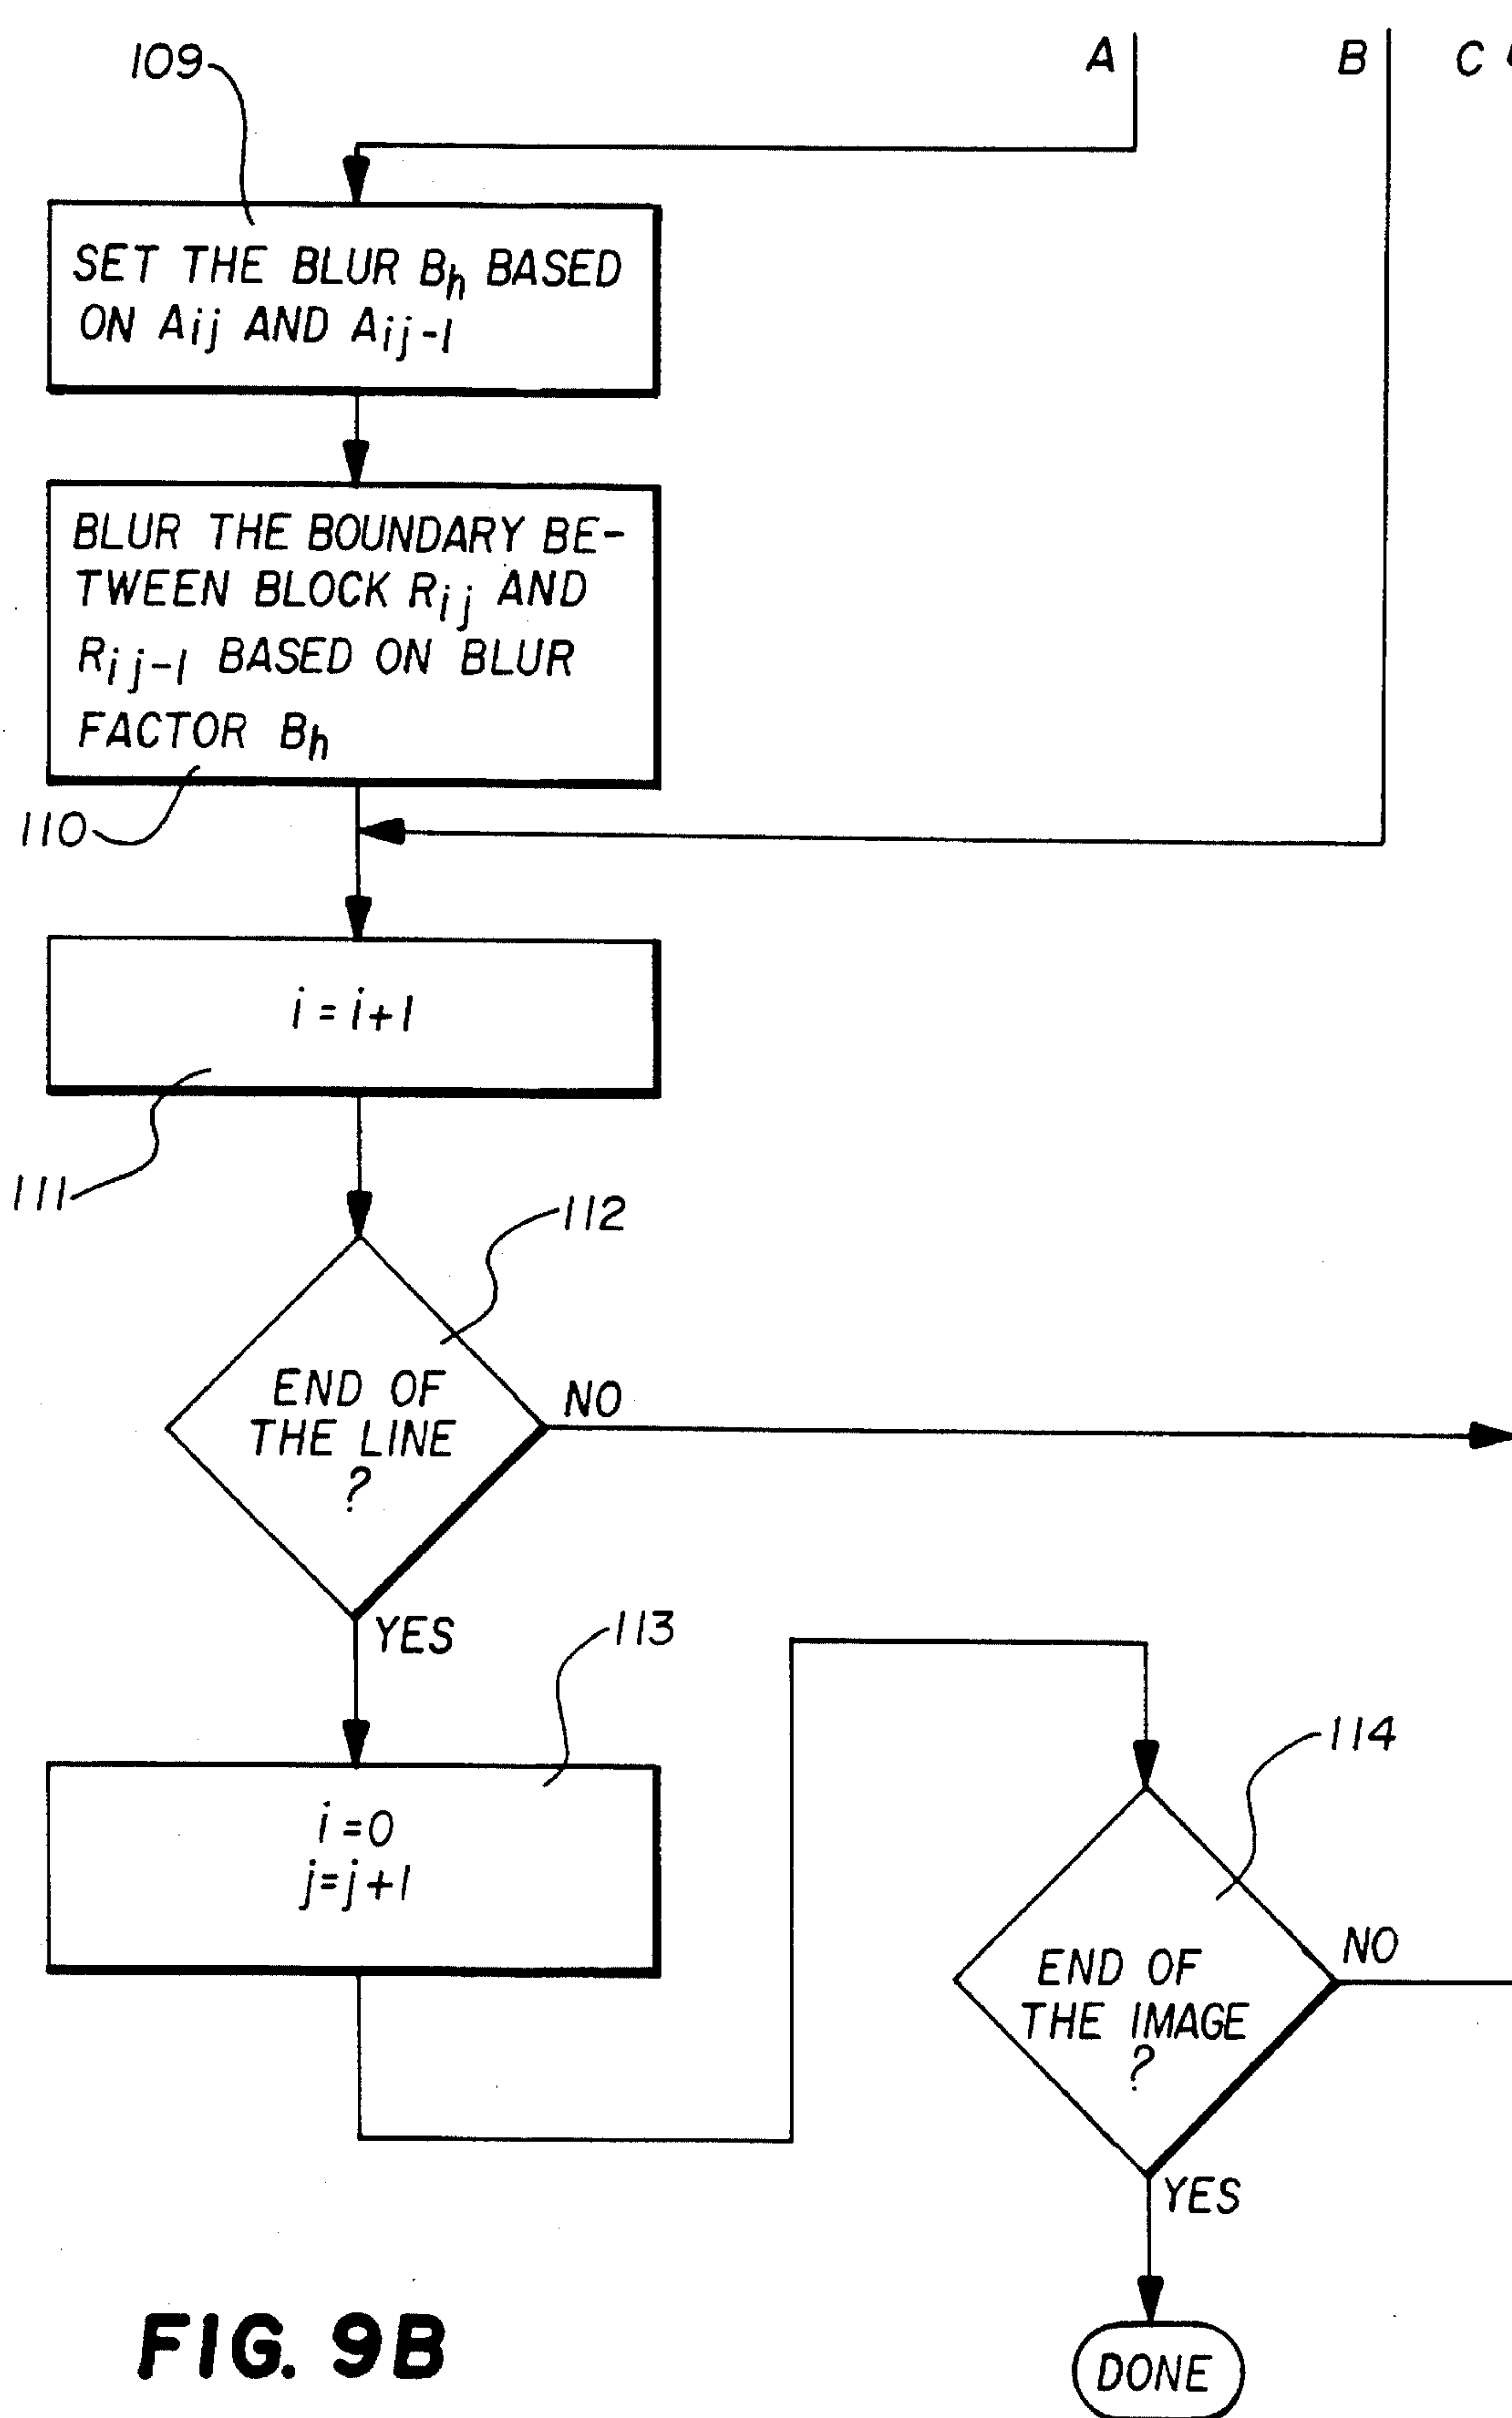 109
A
B
C
SET THE BLUR Bh BASED
ON Aij AND Aij-1
BLUR THE BOUNDARY BE-
TWEEN BLOCK Rij AND
Rij-1 BASED ON BLUR
FACTOR Bh
110
i = i+1
111
112
END OF
THE LINE
?
NO
YES
113
i =0
j=j+1
114
END OF
THE IMAGE
?
NO
YES
DONE
FIG. 9B